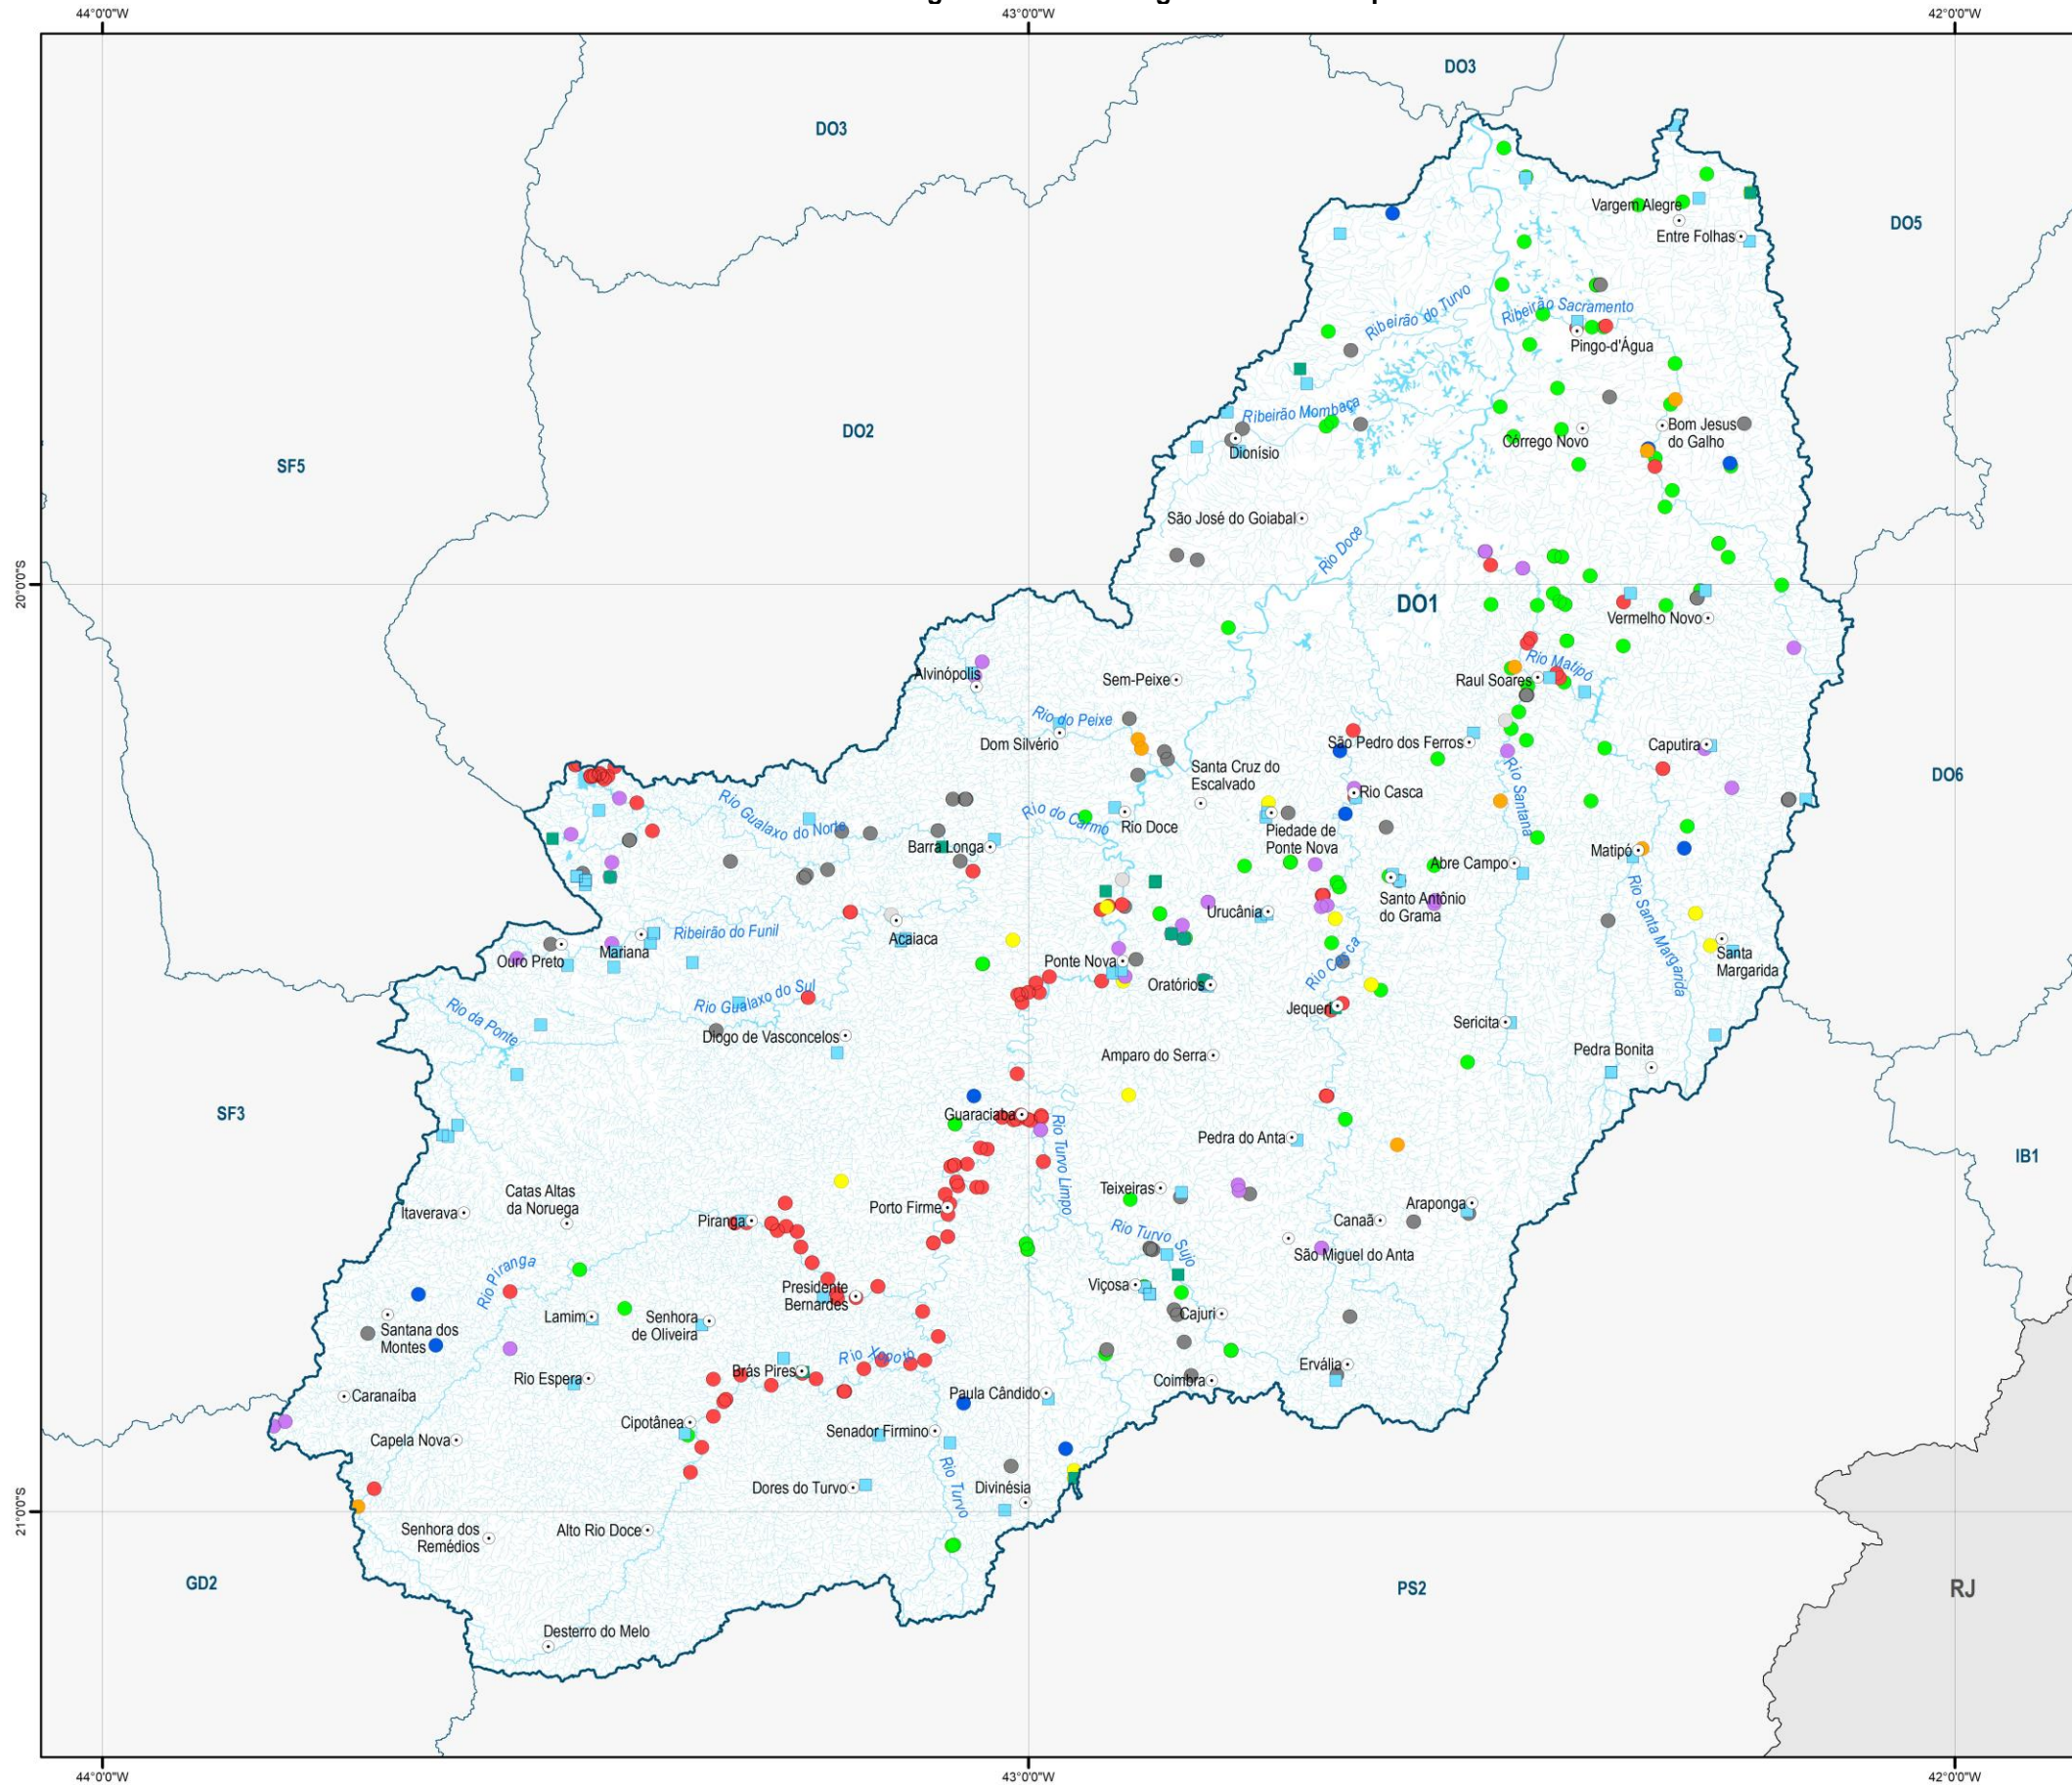 44°0'0"W
43°0'0"W
42°0'0"W
DO3
DO3
Vargem Alegre
DO5
Entre Folhas
Ribeirão do Turvo
Ribeirão Sacramento
Pingo-d'Água
Ribeirão Mombaça
DO2
Córrego Novo
Bom Jesus
do Galho
Dionísio
SF5
São José do Goiabal
Rio Doce
20°0'0"S
DO1
Vermelho Novo
Alvinópolis
Sem-Peixe
Raul Soares
Rio Matipó
Rio do Peixe
Dom Silvério
São Pedro dos Ferros
Caputira
Santa Cruz do
Escalvado
DO6
Rio Casca
Rio Santana
Rio Gualaxo do Norte
Rio do Carmo
Rio Doce
Piedade de
Ponte Nova
Barra Longa
Matipó
Abre Campo
Santo Antônio
do Grama
Rio Santa Margarida
Urucânia
Acaiaca
Ribeirão do Funil
Mariana
Ouro Preto
Ponte Nova
Rio Casca
Santa
Margarida
Oratórios
Rio Gualaxo do Sul
Jequeri
Rio da Ponte
Diogo de Vasconcelos
Sericita
Amparo do Serra
Pedra Bonita
SF3
Guaraciaba
Rio Turvo Limpo
Pedra do Anta
IB1
Catas Altas
da Noruega
Itaverava
Teixeiras
Araponga
Porto Firme
Piranga
Canaã
Rio Turvo Sujo
São Miguel do Anta
Rio Piranga
Viçosa
Presidente
Bernardes
Lamim
Senhora
de Oliveira
Cajuri
Santana dos
Montes
Rio Xopotó
Brás Pires
Ervália
Rio Espera
Coimbra
Caranaíba
Paula Cândido
Cipotânea
Senador Firmino
Capela Nova
Rio Turvo
Dores do Turvo
Divinésia
21°0'0"S
Senhora dos
Remédios
Alto Rio Doce
GD2
PS2
RJ
Desterro do Melo
44°0'0"W
43°0'0"W
42°0'0"W